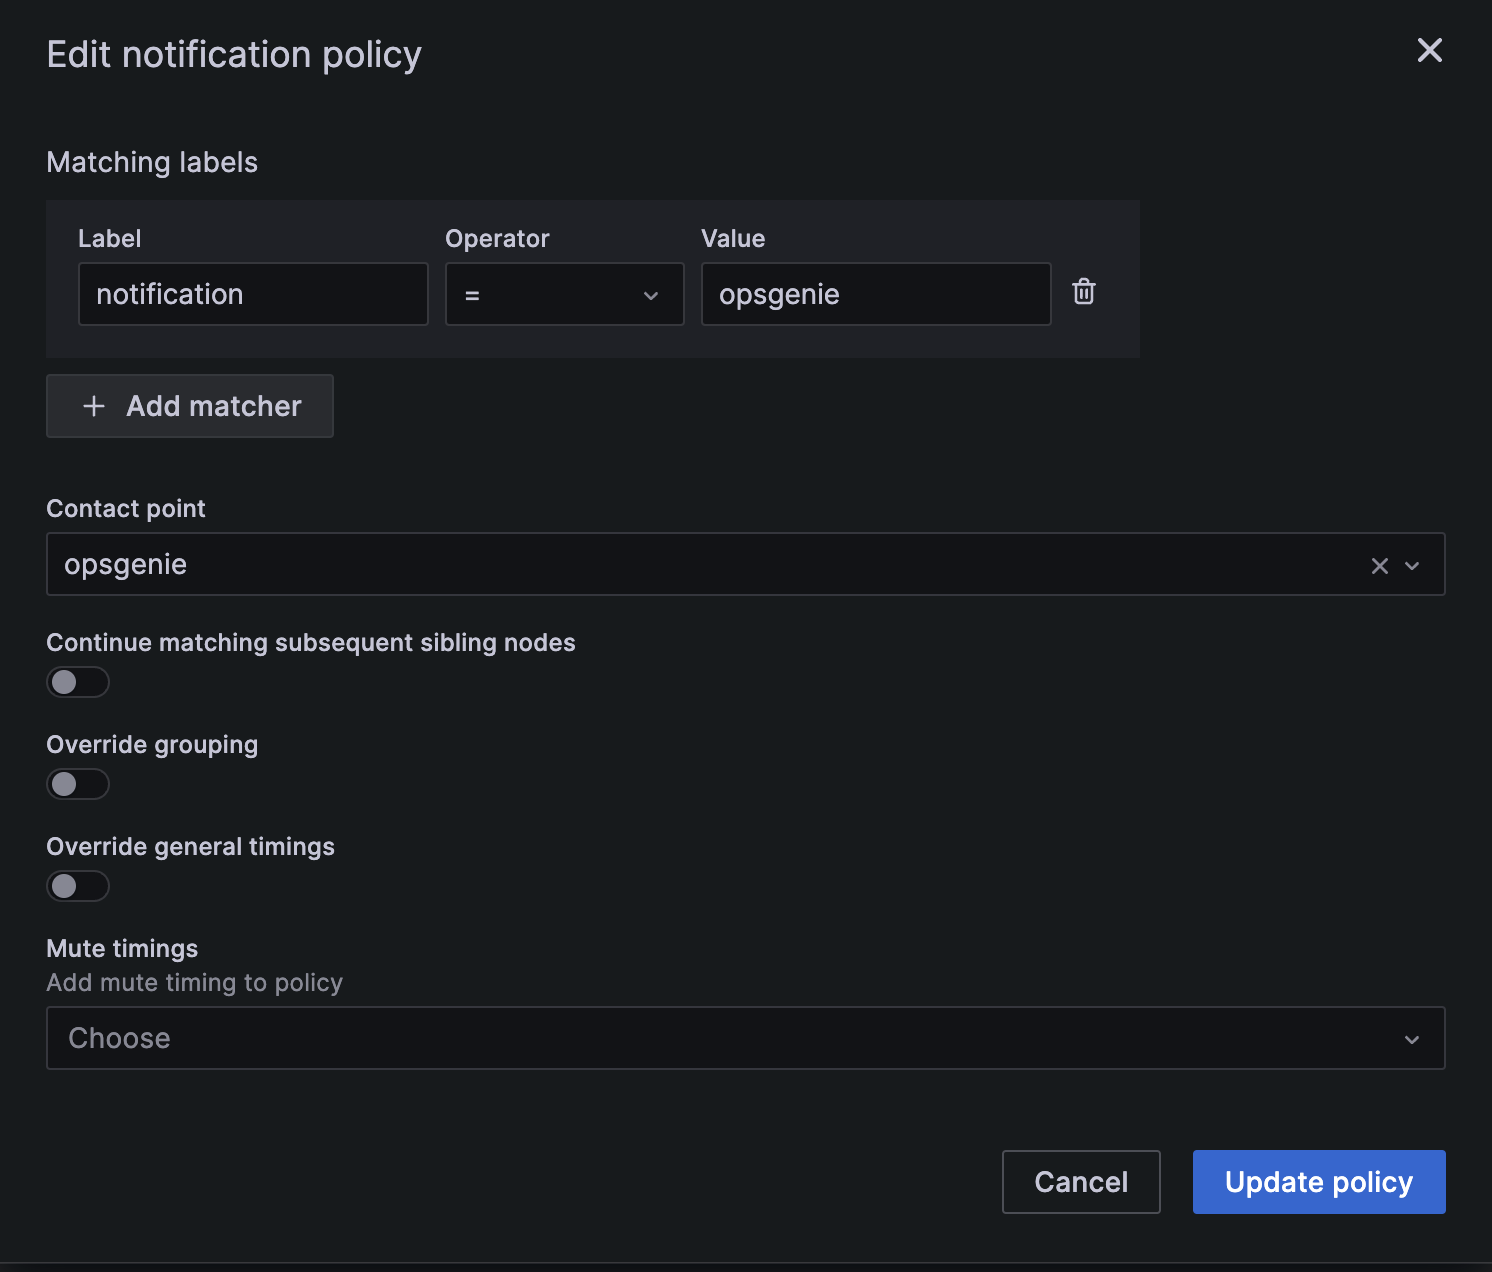 Edit notification policy
Matching labels
Label Operator Value
notification = opsgenie
Add matcher
Contact point
opsgenie
Continue matching subsequent sibling nodes
Override grouping
Override general timings
Mute timings
Add mute timing to policy
Choose
Cancel Update policy